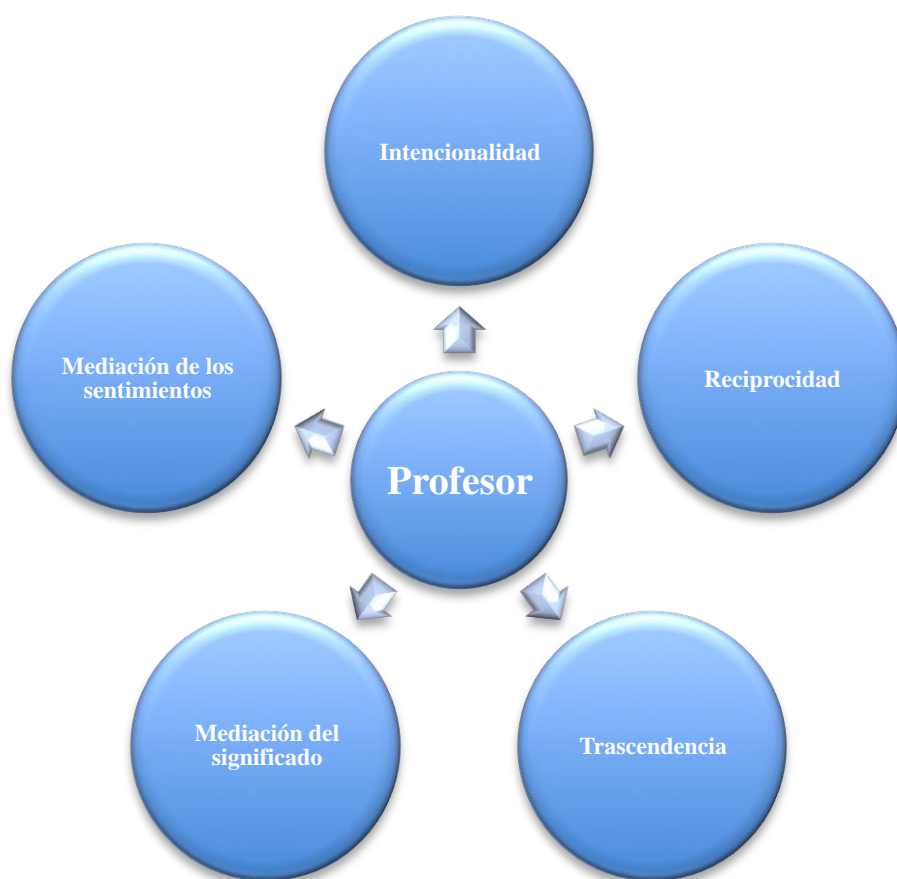 Intencionalidad
Mediación de los
sentimientos
Reciprocidad
Profesor
Mediación del
significado
Trascendencia